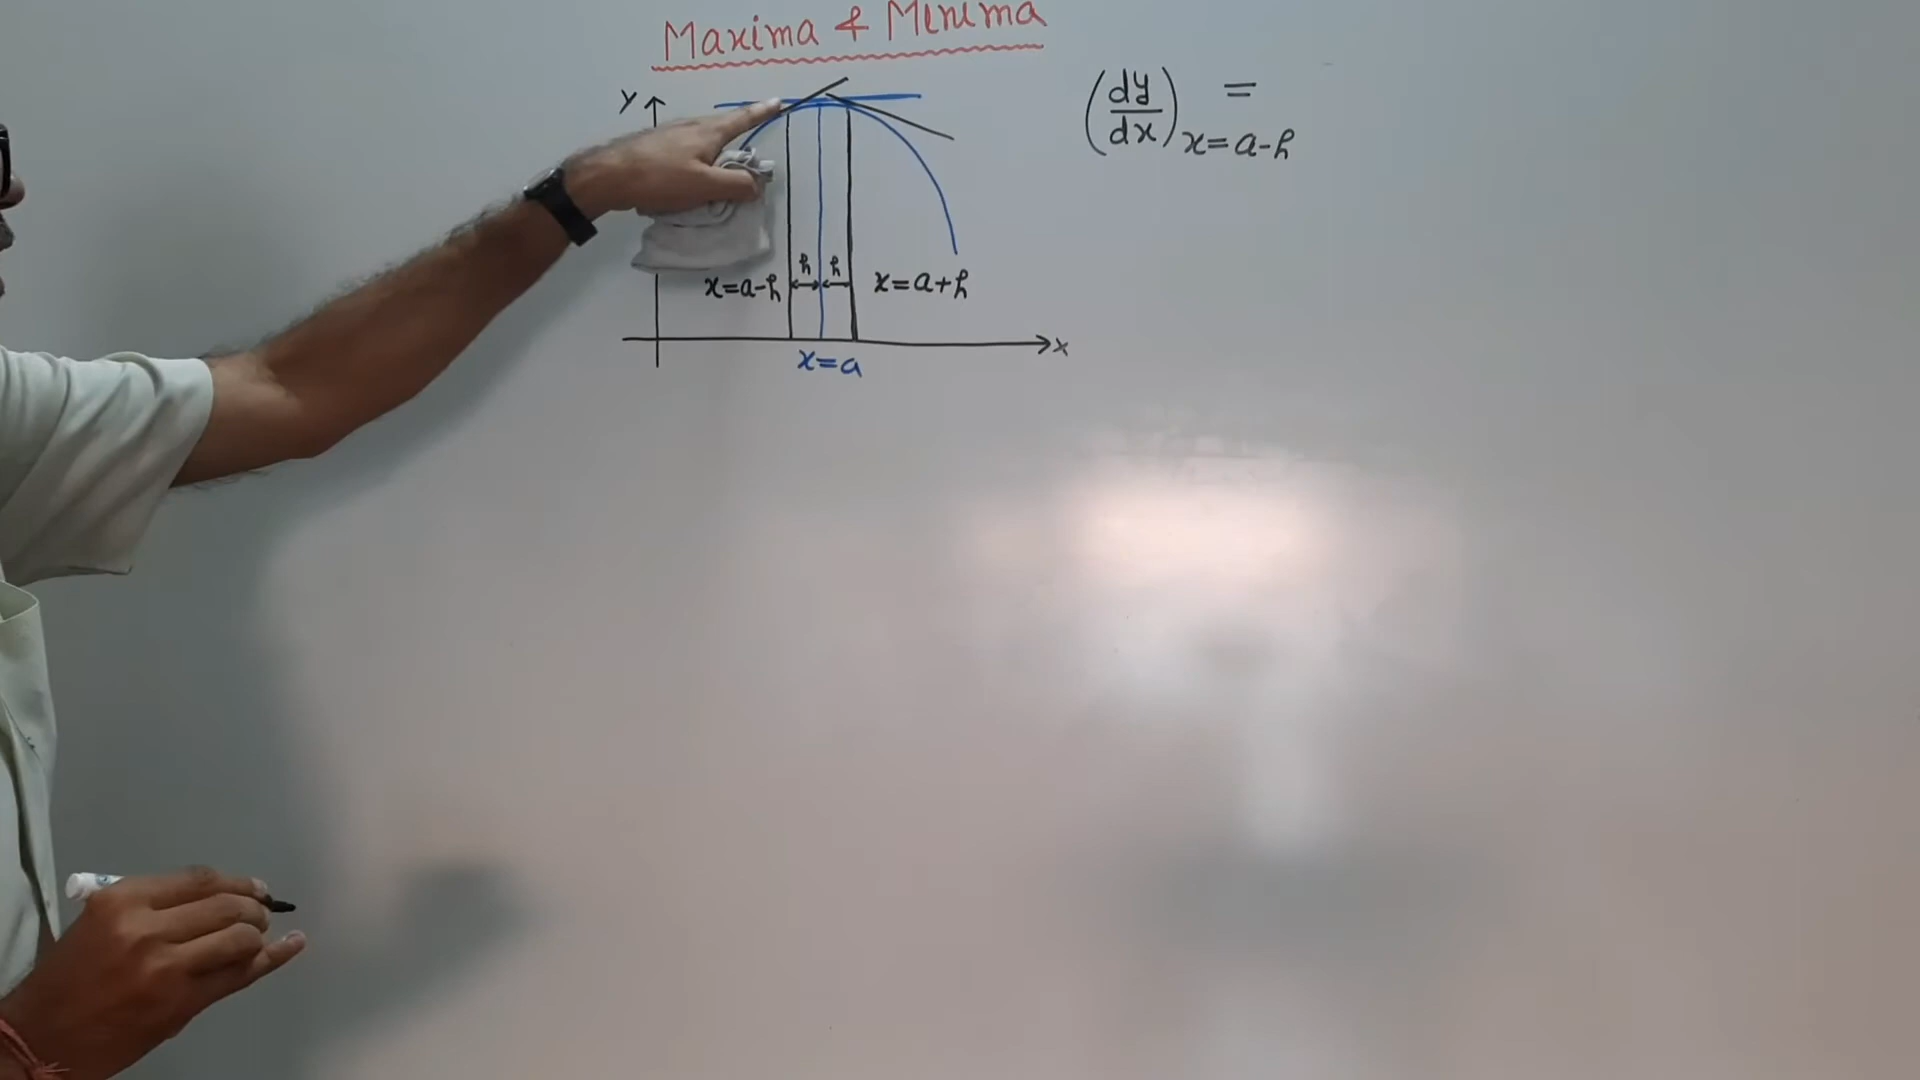 Maxima & Minima
Y
h h
x=a-h x=a+h
X
x=a
(dy/dx)x=a-h =